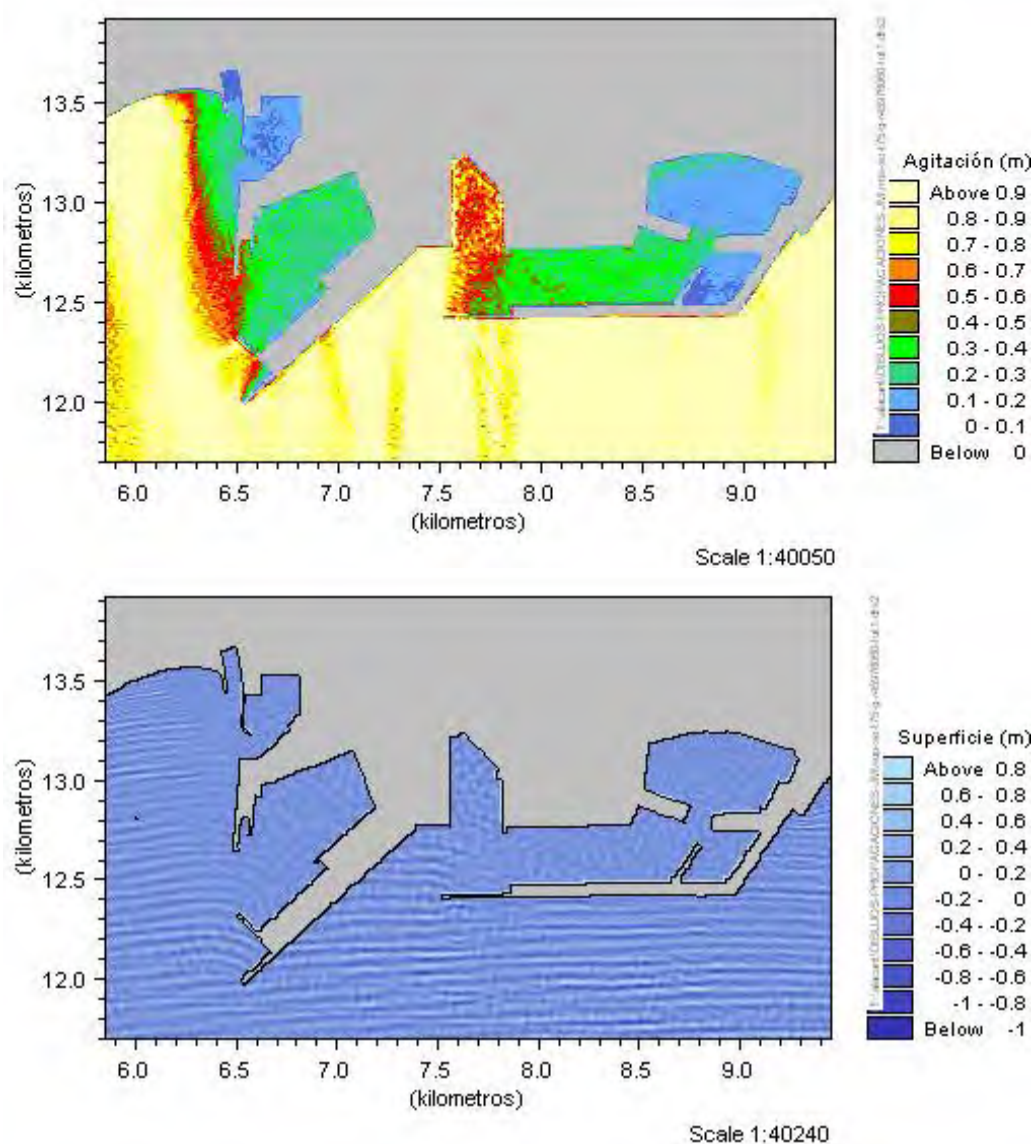 Agitación (m)
Above 0.9
0.8 - 0.9
0.7 - 0.8
0.6 - 0.7
0.5 - 0.6
0.4 - 0.5
0.3 - 0.4
0.2 - 0.3
0.1 - 0.2
0 - 0.1
Below 0
13.5
13.0
12.5
12.0
(kilometros)
6.0 6.5 7.0 7.5 8.0 8.5 9.0
(kilometros)
Scale 1:40050
Superficie (m)
Above 0.8
0.6 - 0.8
0.4 - 0.6
0.2 - 0.4
0 - 0.2
-0.2 - 0
-0.4 - -0.2
-0.6 - -0.4
-0.8 - -0.6
-1 - -0.8
Below -1
13.5
13.0
12.5
12.0
(kilometros)
6.0 6.5 7.0 7.5 8.0 8.5 9.0
(kilometros)
Scale 1:40240